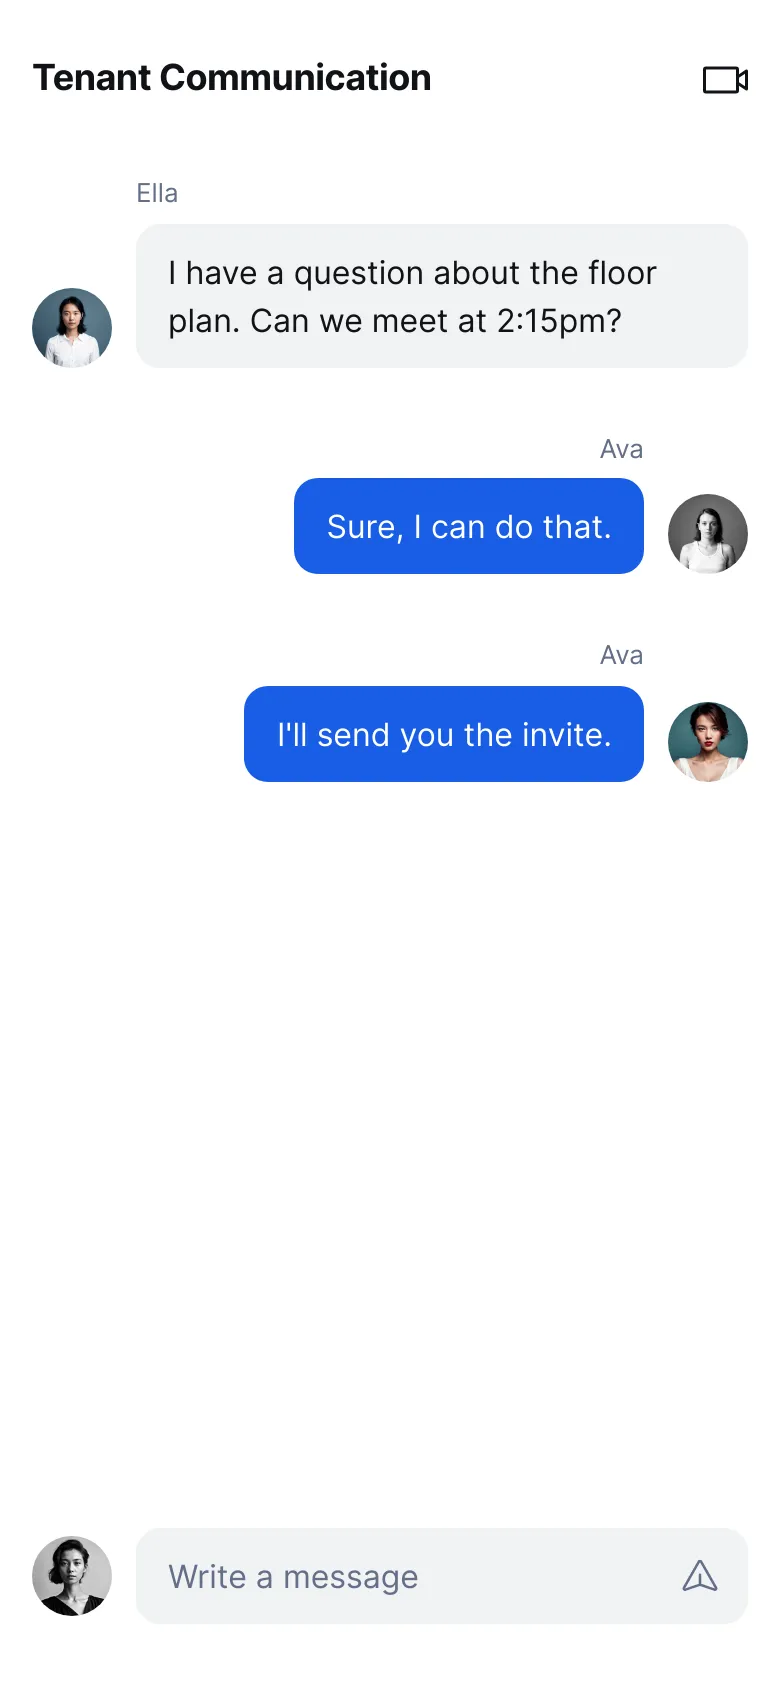 Tenant Communication
Ella
I have a question about the floor
plan. Can we meet at 2:15pm?
Ava
Sure, I can do that.
Ava
I'll send you the invite.
Write a message